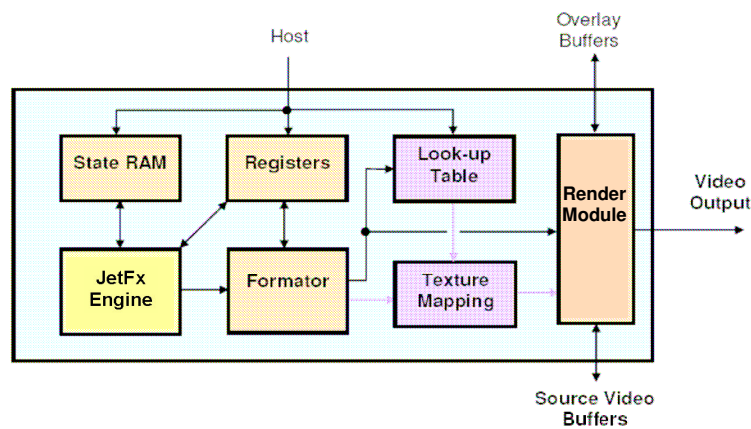 Host
Overlay
Buffers
State RAM
Registers
Look-up
Table
Render
Module
Video
Output
JetFx
Engine
Formator
Texture
Mapping
Source Video
Buffers